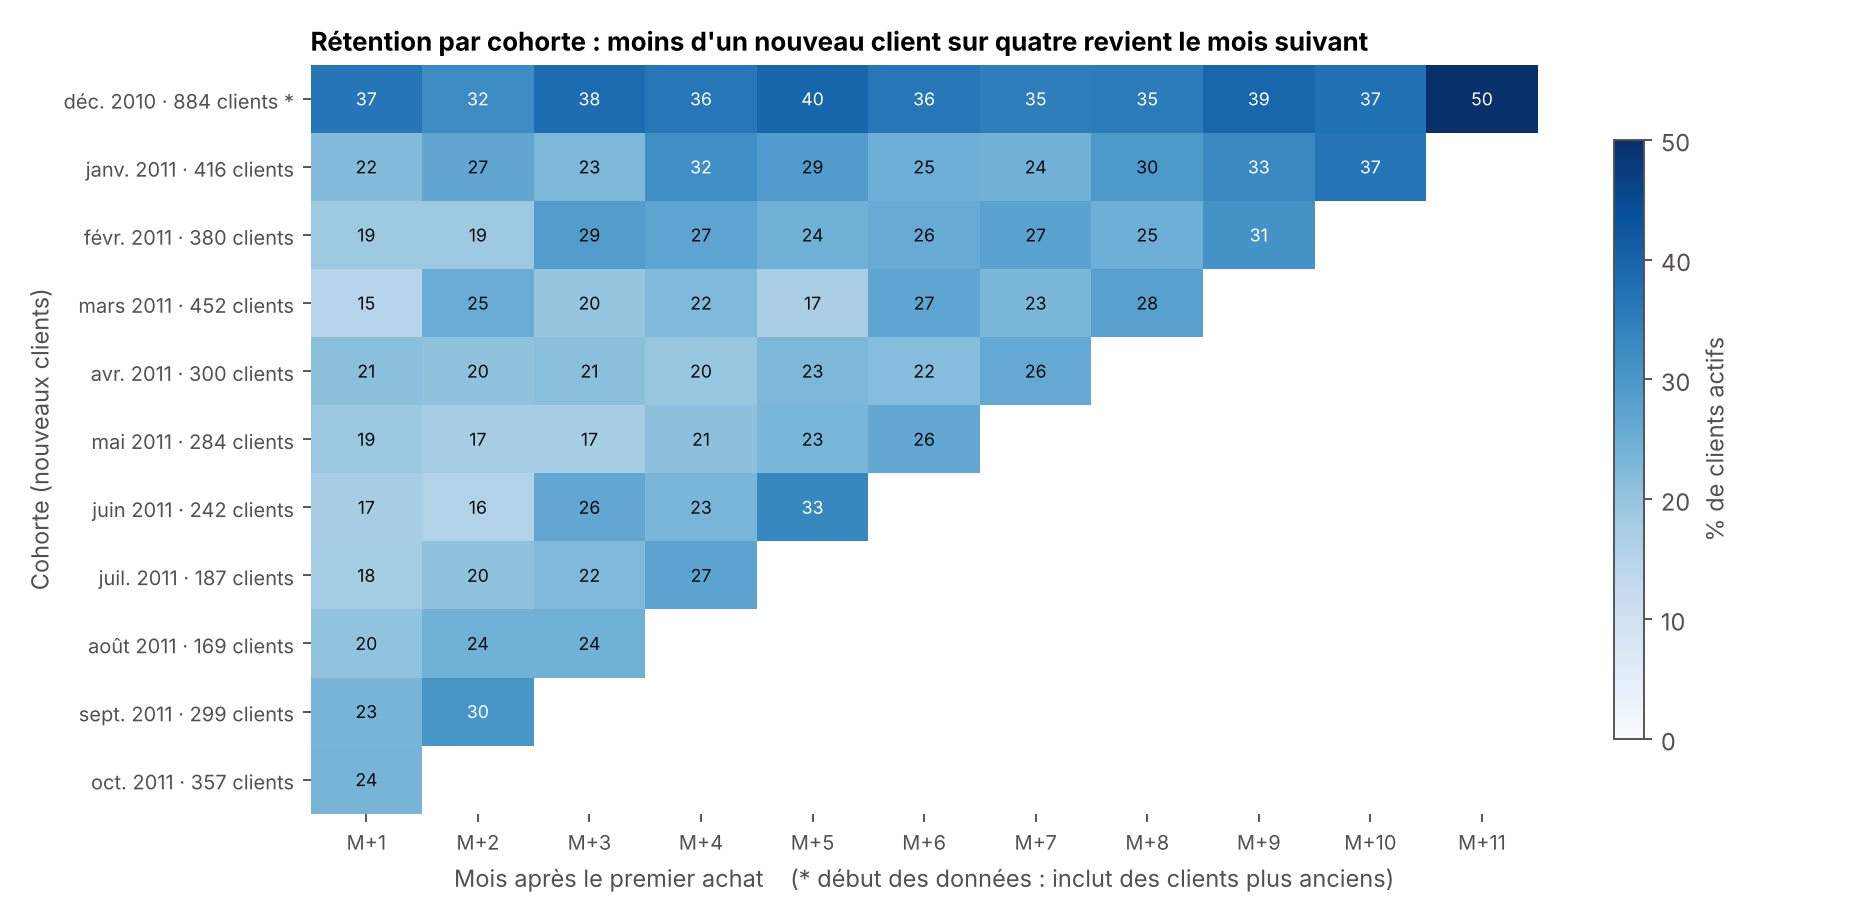 Rétention par cohorte : moins d'un nouveau client sur quatre revient le mois suivant
déc. 2010 · 884 clients * 37 32 38 36 40 36 35 35 39 37 50
janv. 2011 · 416 clients 22 27 23 32 29 25 24 30 33 37
févr. 2011 · 380 clients 19 19 29 27 24 26 27 25 31
mars 2011 · 452 clients 15 25 20 22 17 27 23 28
avr. 2011 · 300 clients 21 20 21 20 23 22 26
mai 2011 · 284 clients 19 17 17 21 23 26
juin 2011 · 242 clients 17 16 26 23 33
juil. 2011 · 187 clients 18 20 22 27
août 2011 · 169 clients 20 24 24
sept. 2011 · 299 clients 23 30
oct. 2011 · 357 clients 24
M+1 M+2 M+3 M+4 M+5 M+6 M+7 M+8 M+9 M+10 M+11
Mois après le premier achat (* début des données : inclut des clients plus anciens)
Cohorte (nouveaux clients)
50
40
30
20
10
0
% de clients actifs